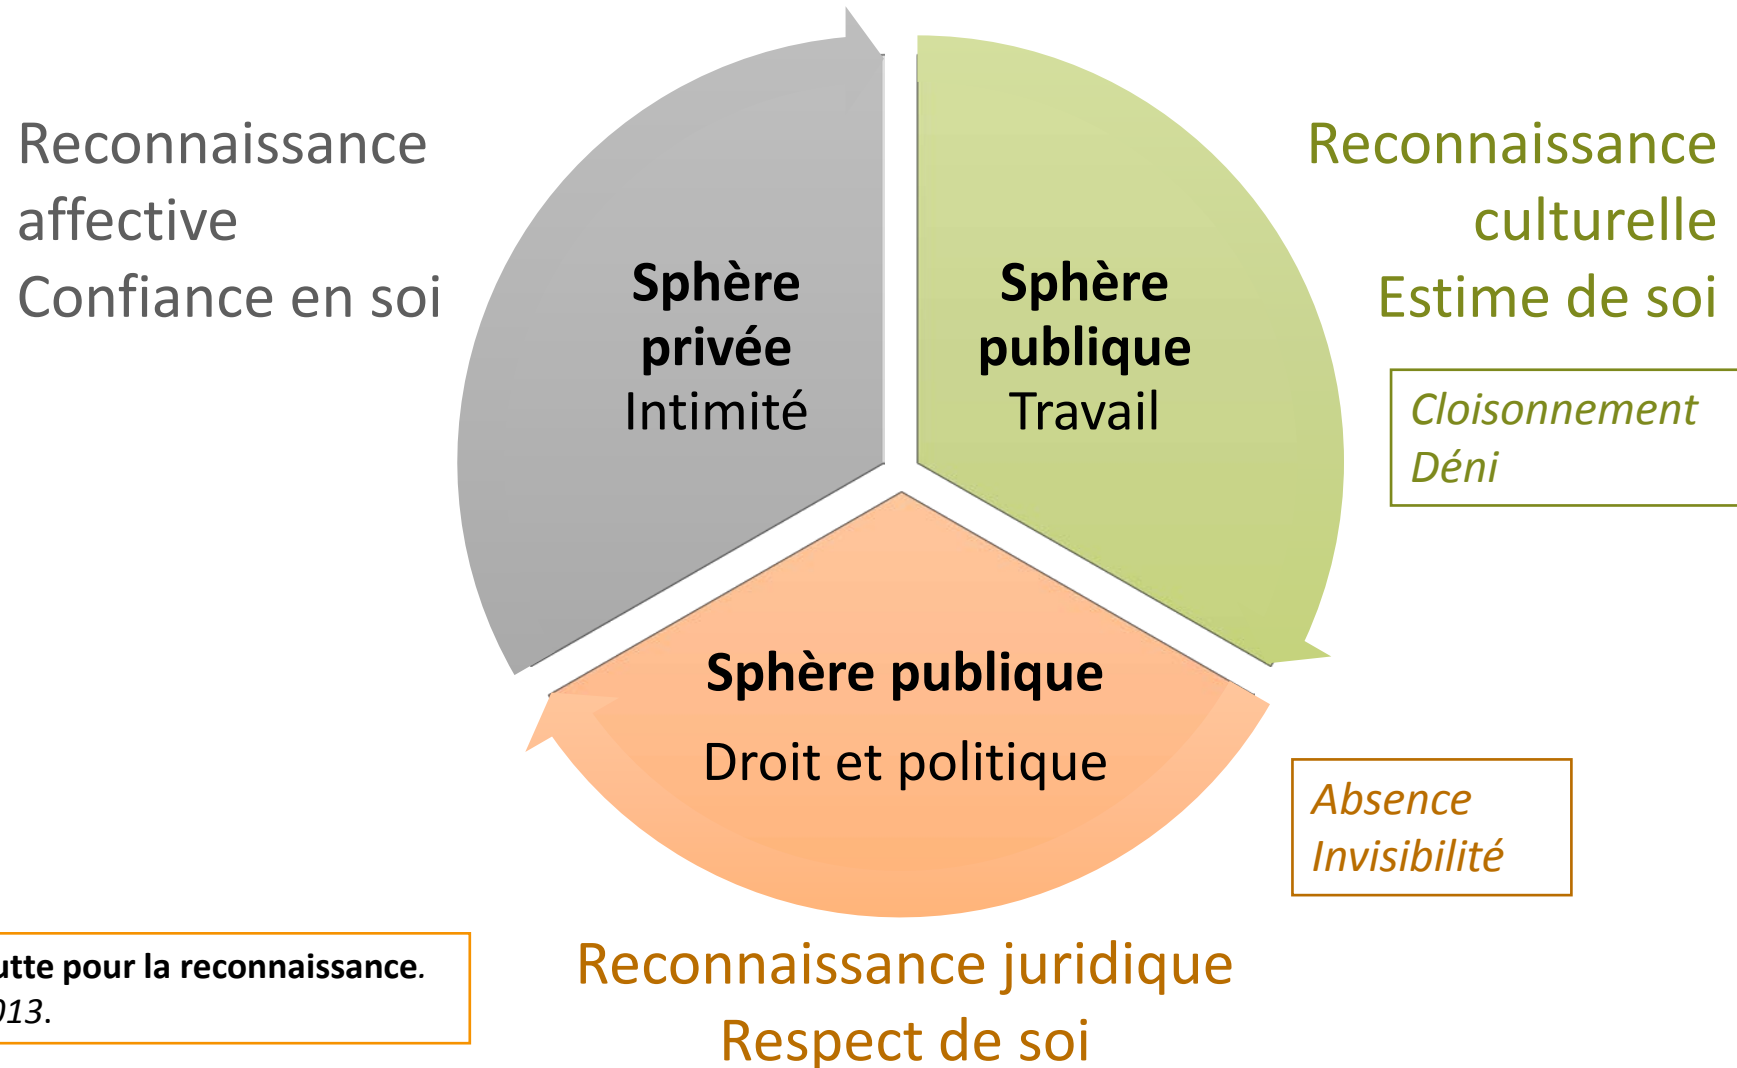 Reconnaissance
affective
Confiance en soi
Sphère
privée
Intimité
Sphère
publique
Travail
Reconnaissance
culturelle
Estime de soi
Cloisonnement
Déni
Sphère publique
Droit et politique
Absence
Invisibilité
Reconnaissance juridique
Respect de soi
utte pour la reconnaissance.
013.